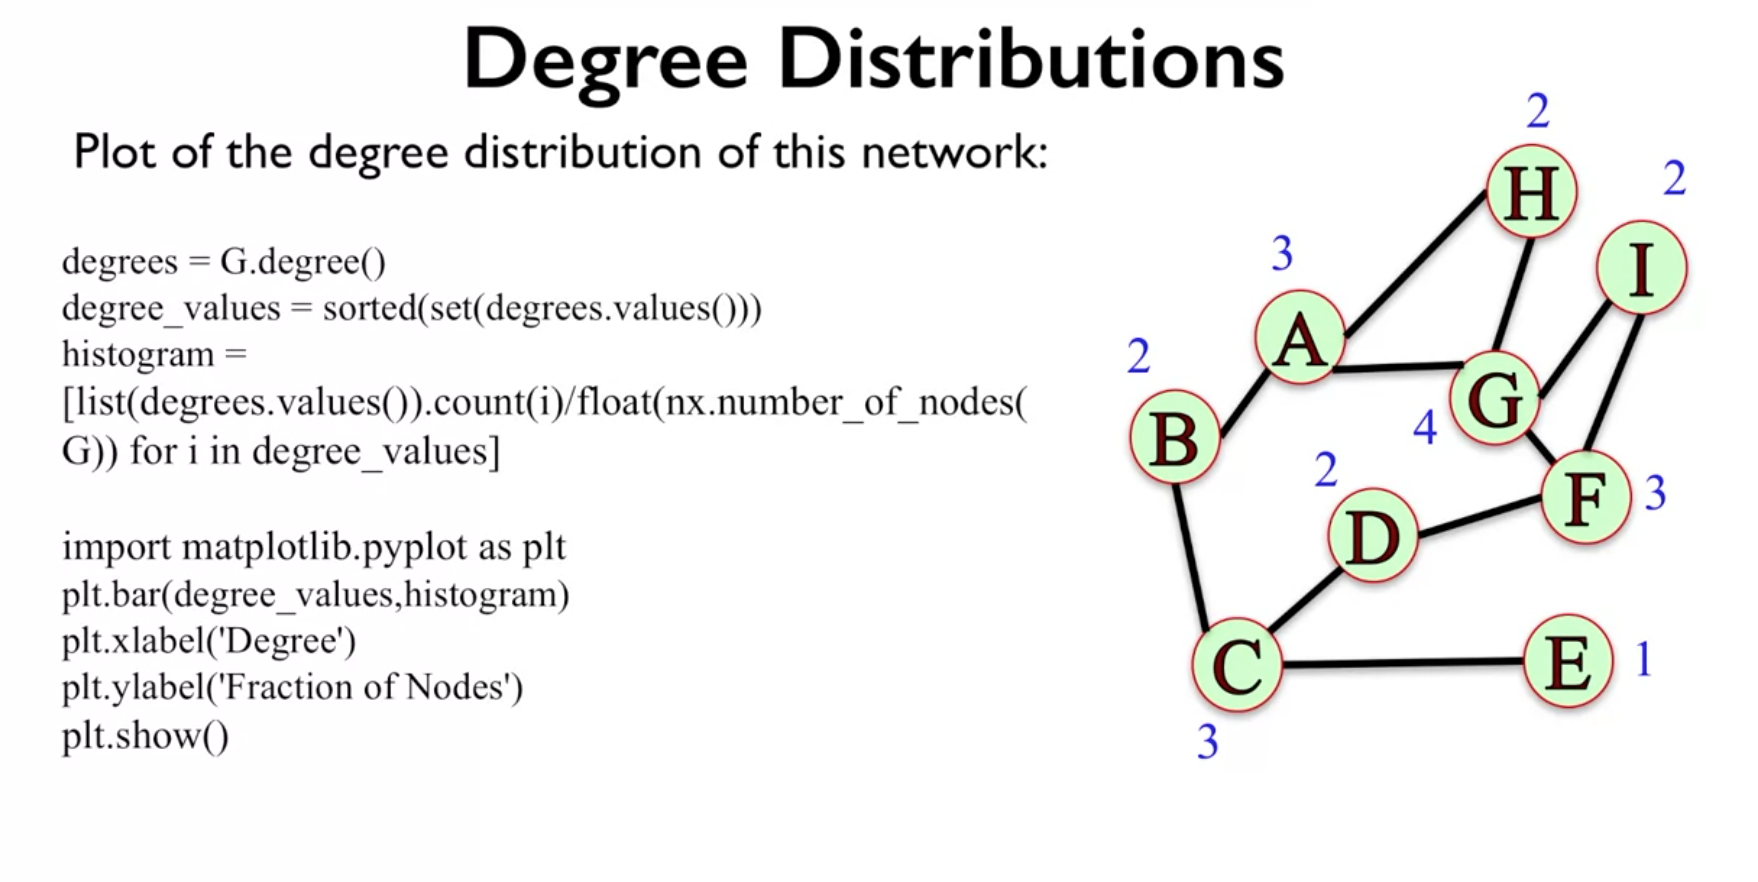 Degree Distributions
Plot of the degree distribution of this network:
degrees = G.degree()
degree_values = sorted(set(degrees.values()))
histogram =
[list(degrees.values()).count(i)/float(nx.number_of_nodes(
G)) for i in degree_values]
import matplotlib.pyplot as plt
plt.bar(degree_values,histogram)
plt.xlabel('Degree')
plt.ylabel('Fraction of Nodes')
plt.show()
2
H
2
I
3
A
2
B
4
G
2
D
F
3
C
3
E
1